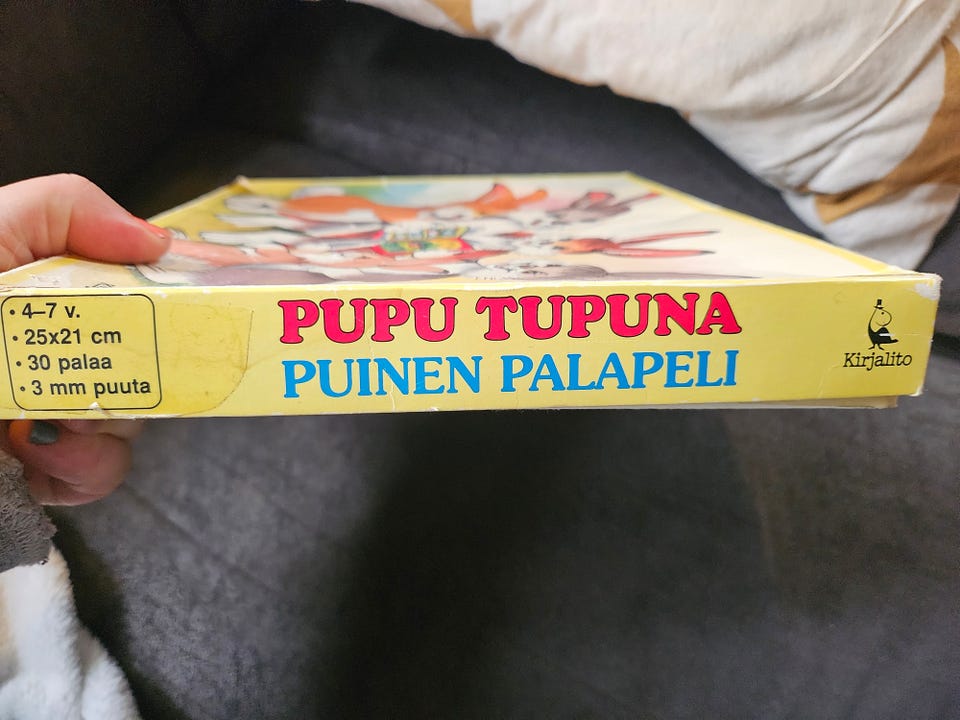 • 4–7 v.
• 25x21 cm
• 30 palaa
• 3 mm puuta
PUPU TUPUNA
PUINEN PALAPELI
Kirjalito